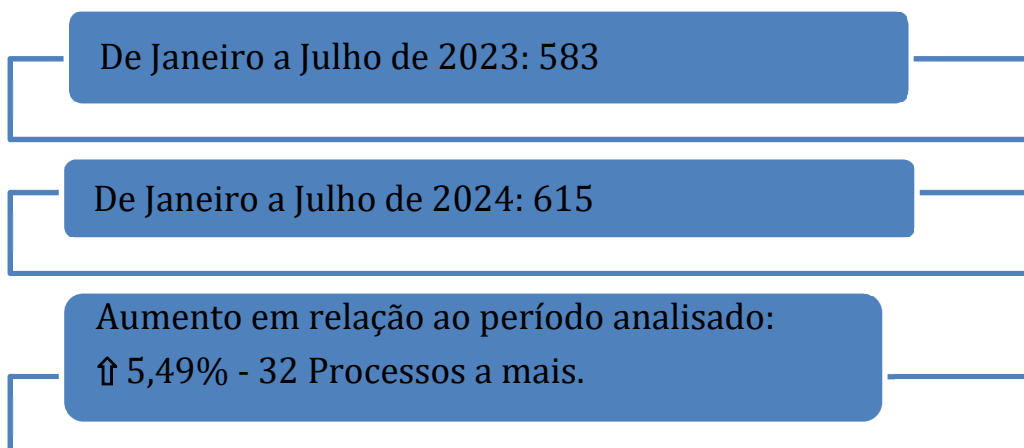 De Janeiro a Julho de 2023: 583
De Janeiro a Julho de 2024: 615
Aumento em relação ao período analisado:
⇧ 5,49% - 32 Processos a mais.